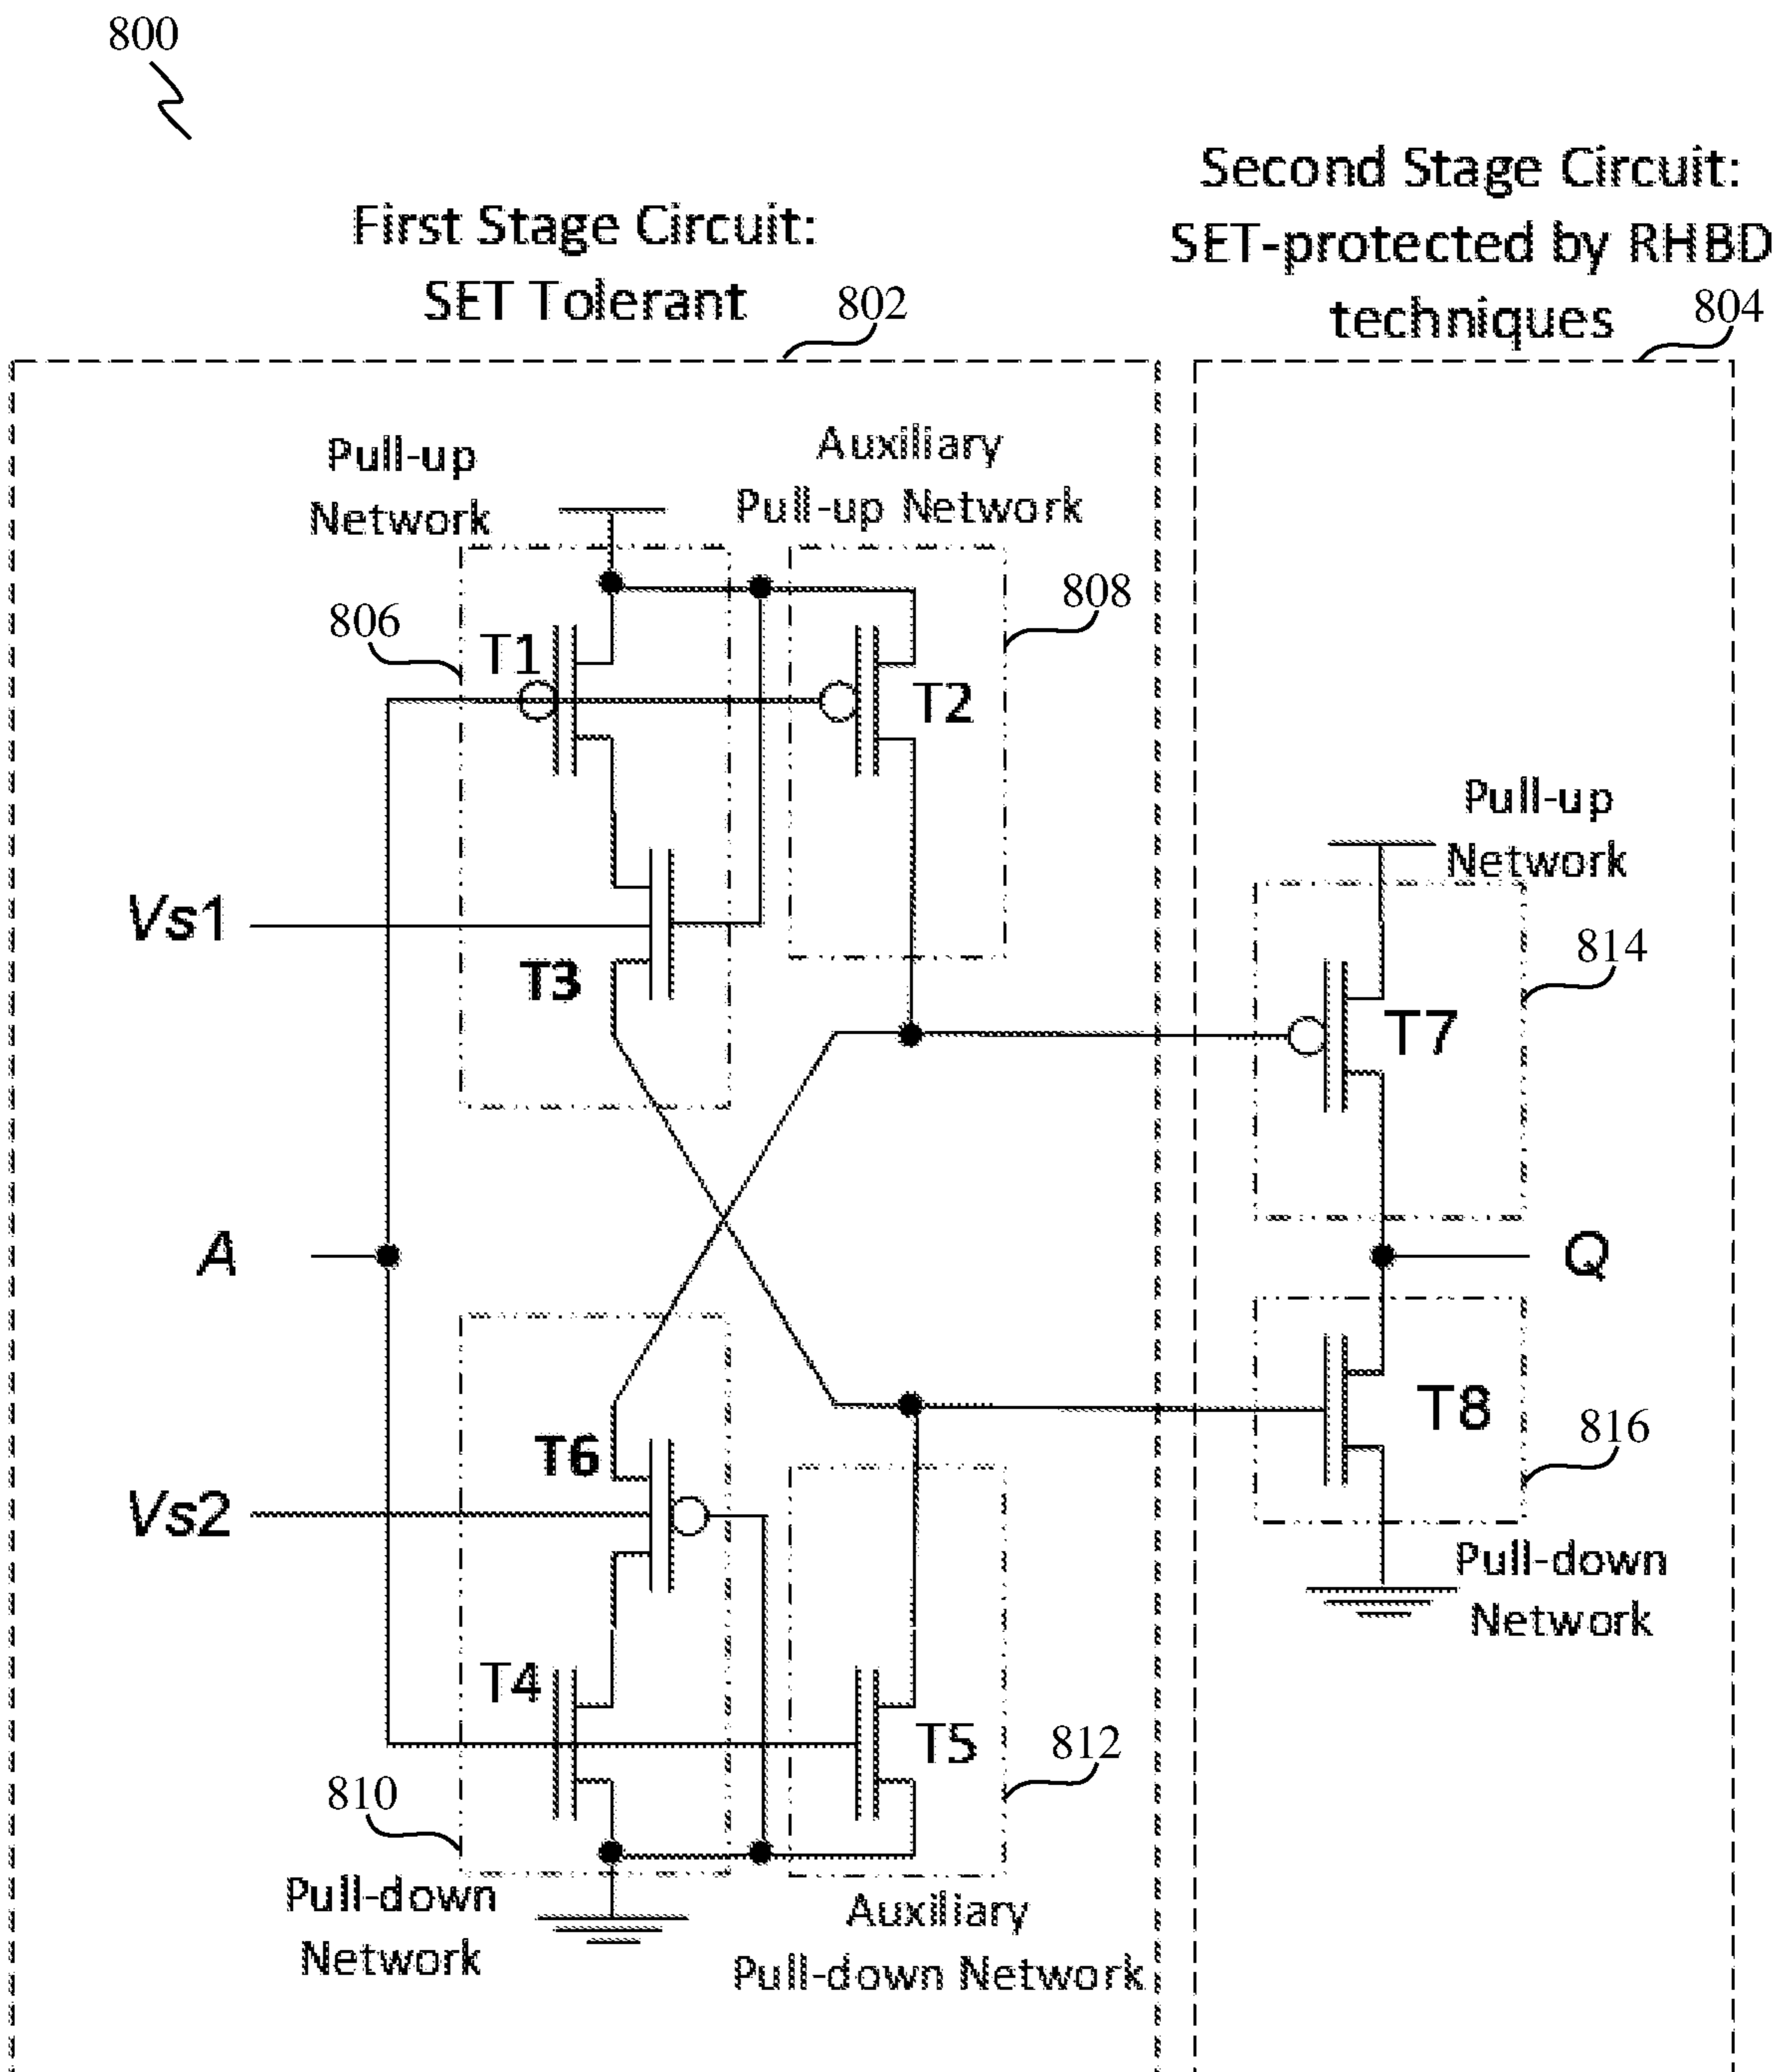 800
First Stage Circuit:
SET Tolerant
802
Second Stage Circuit:
SET-protected by RHBD
techniques
804
Pull-up
Network
Auxiliary
Pull-up Network
806
T1
808
T2
Vs1
T3
Pull-up
Network
814
T7
A
Q
T6
Vs2
T8
816
Pull-down
Network
T4
T5
812
810
Pull-down
Network
Auxiliary
Pull-down Network